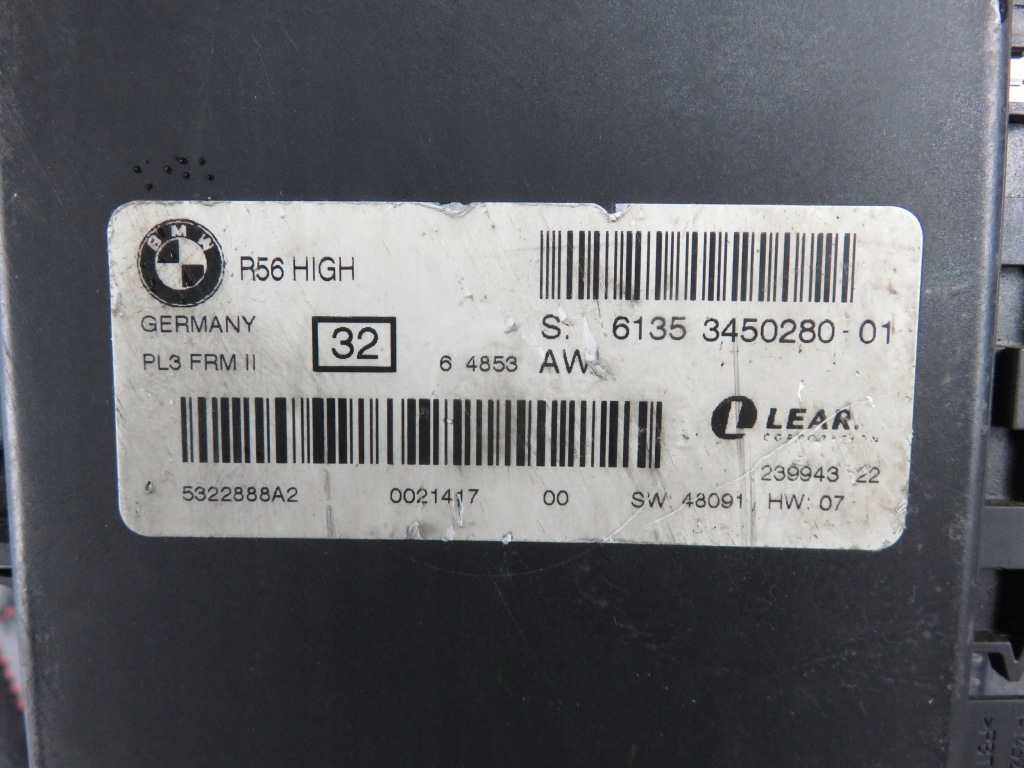 BMW
R56 HIGH
GERMANY
PL3 FRM II
32
6 4853
S: 6135 3450280-01
AW
LEAR.
CORPORATION
239943 22
5322888A2 0021417 00 SW: 48091, HW: 07